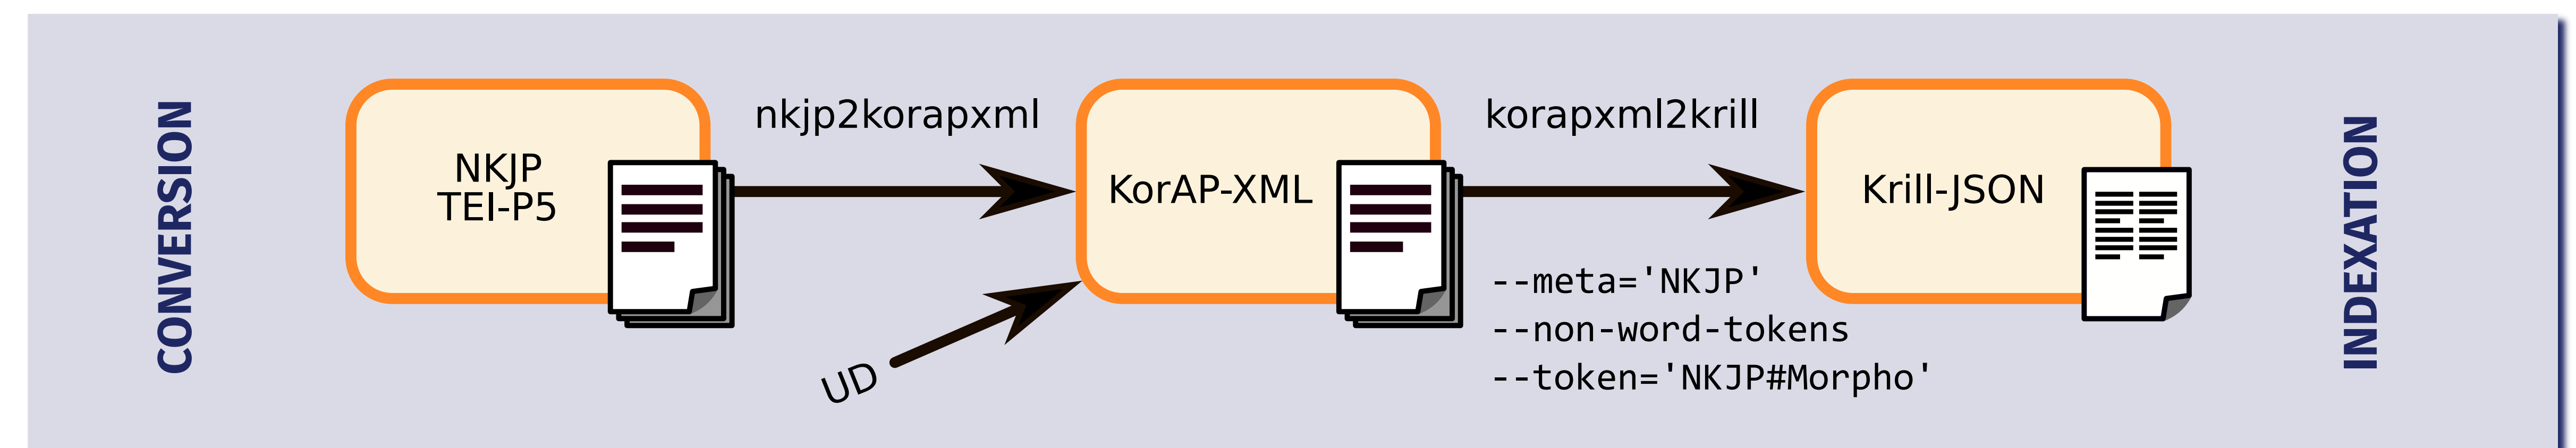 CONVERSION
NKJP
TEI-P5
nkjp2korapxml
UD
KorAP-XML
korapxml2krill
--meta='NKJP'
--non-word-tokens
--token='NKJP#Morpho'
Krill-JSON
INDEXATION